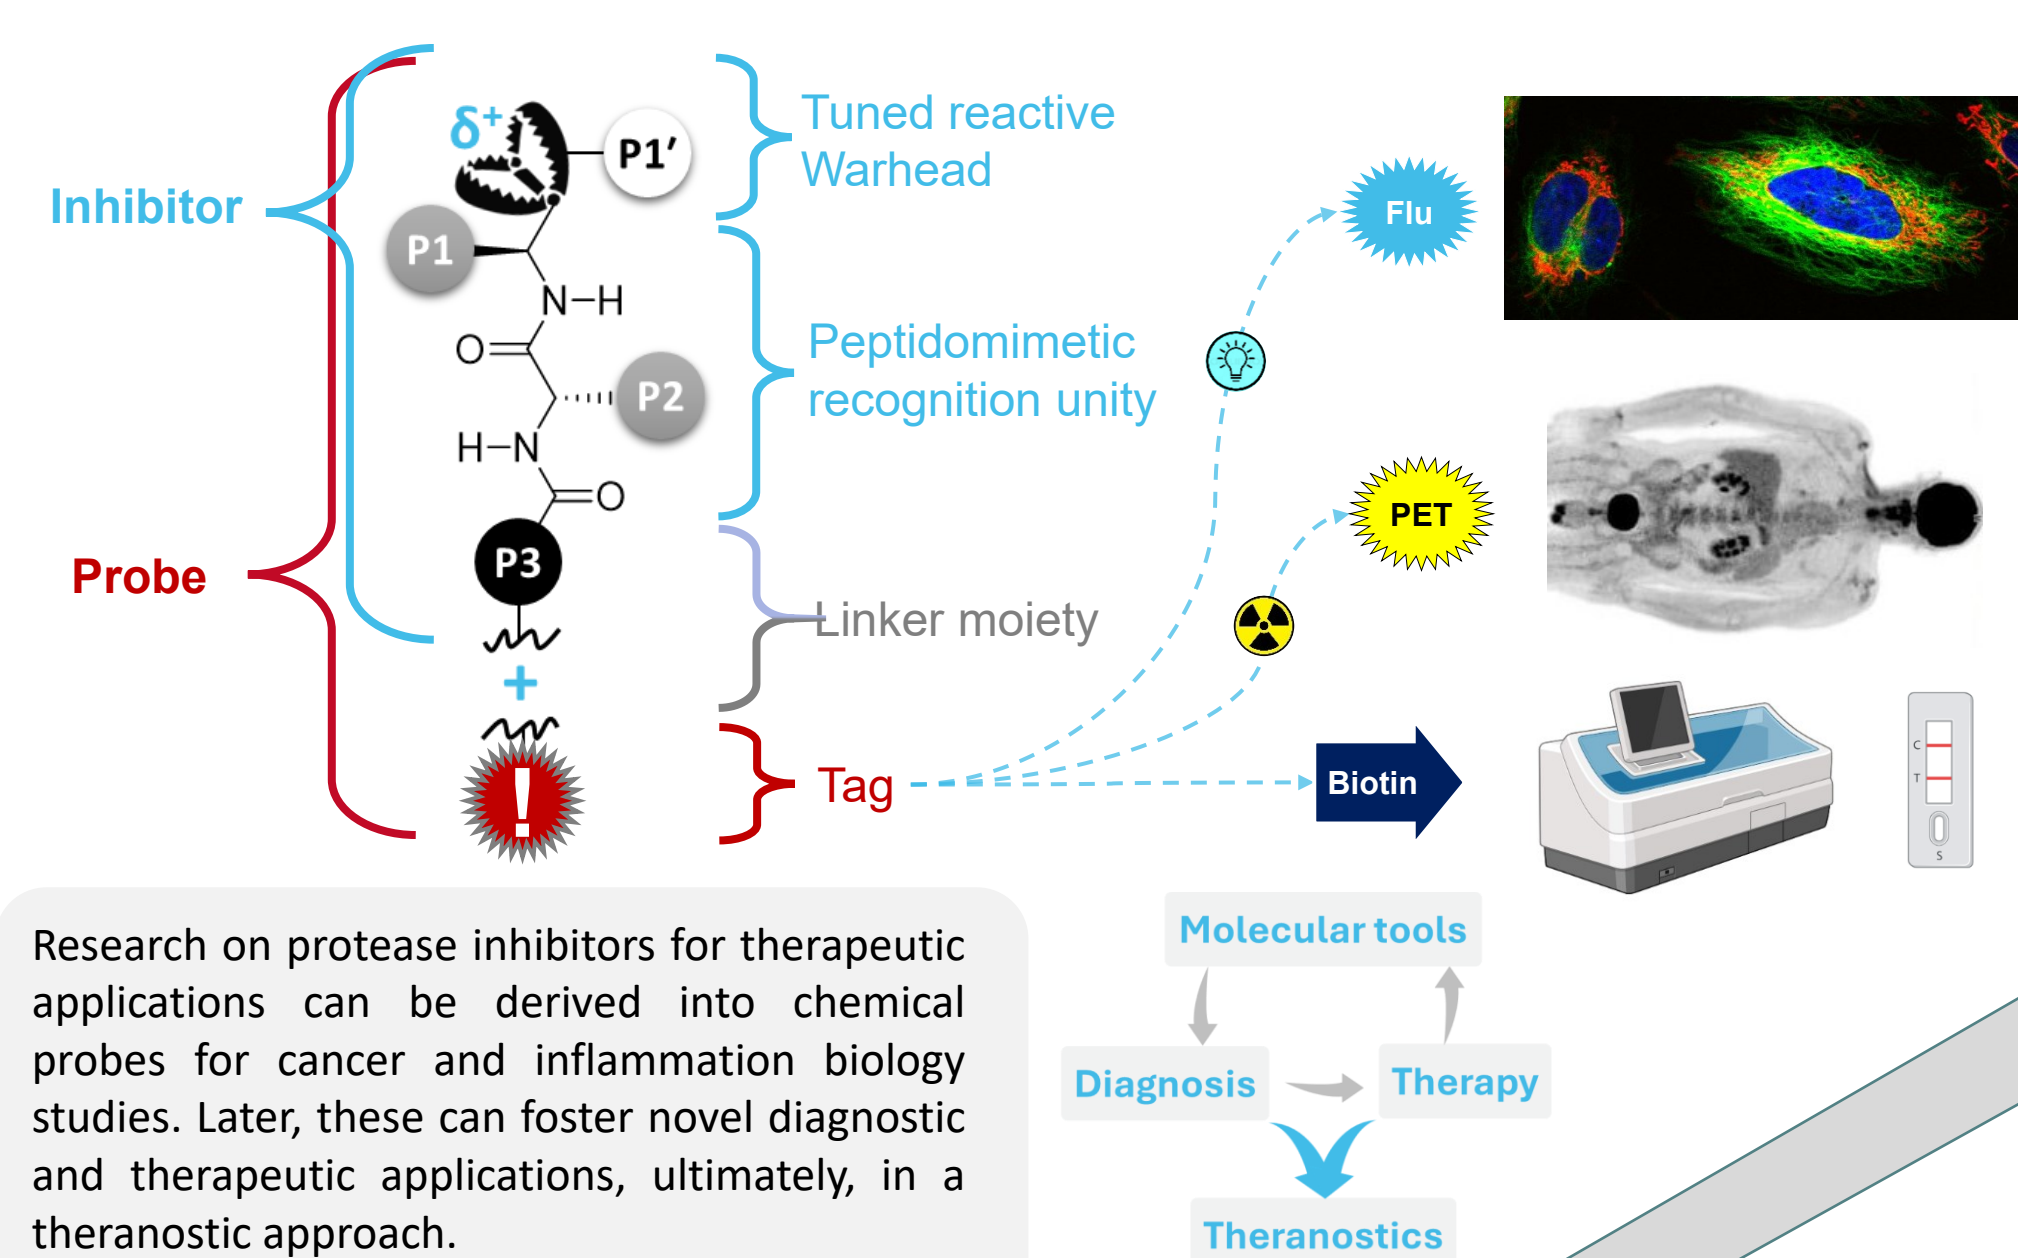 Inhibitor
Probe
δ+
P1′
P1
N–H
O
P2
H–N
O
P3
+
!
Tuned reactive
Warhead
Peptidomimetic
recognition unity
Linker moiety
Tag
Flu
PET
Biotin
C
T
S
Research on protease inhibitors for therapeutic
applications can be derived into chemical
probes for cancer and inflammation biology
studies. Later, these can foster novel diagnostic
and therapeutic applications, ultimately, in a
theranostic approach.
Molecular tools
Diagnosis
Therapy
Theranostics